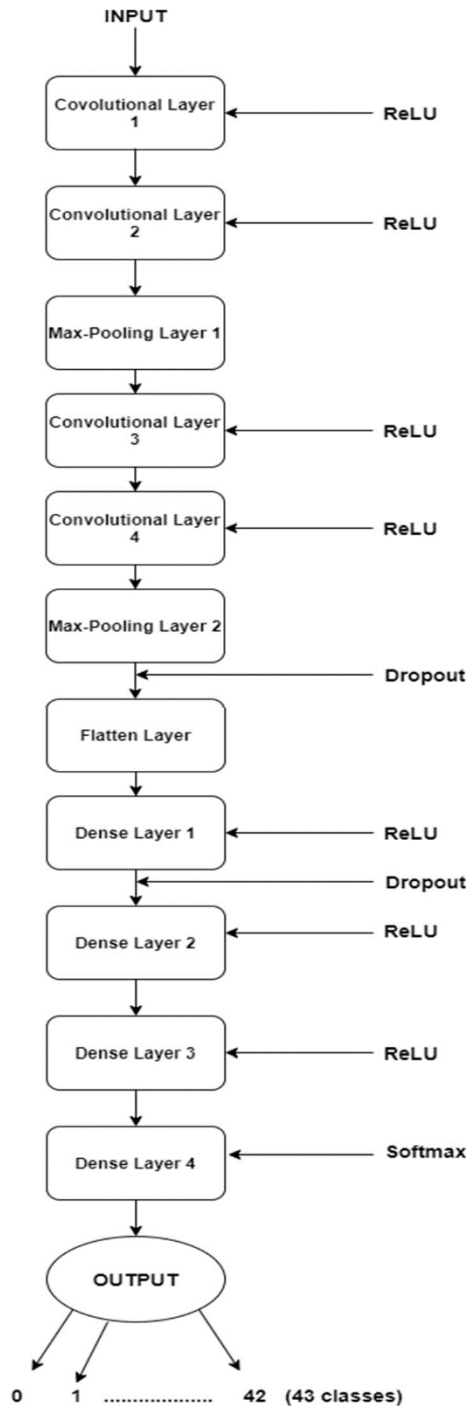 INPUT
Covolutional Layer
1
ReLU
Convolutional Layer
2
ReLU
Max-Pooling Layer 1
Convolutional Layer
3
ReLU
Convolutional Layer
4
ReLU
Max-Pooling Layer 2
Dropout
Flatten Layer
Dense Layer 1
ReLU
Dropout
Dense Layer 2
ReLU
Dense Layer 3
ReLU
Dense Layer 4
Softmax
OUTPUT
0 1 ................... 42 (43 classes)